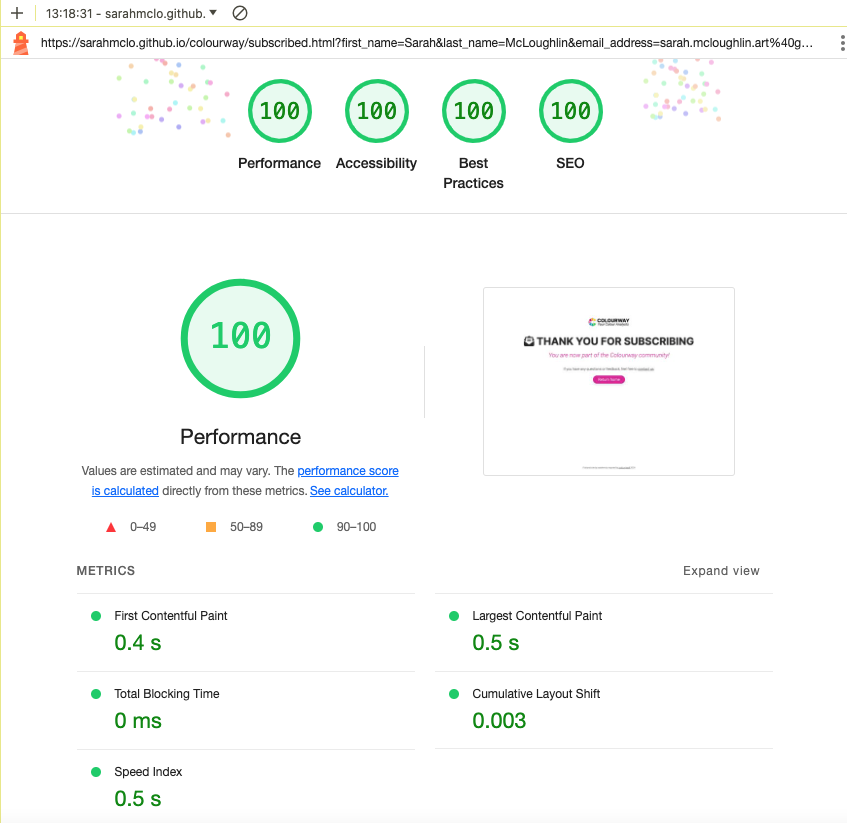 13:18:31 - sarahmclo.github.
https://sarahmclo.github.io/colourway/subscribed.html?first_name=Sarah&last_name=McLoughlin&email_address=sarah.mcloughlin.art%40g…
100 100 100 100
Performance Accessibility Best Practices SEO
100
Performance
Values are estimated and may vary. The performance score
is calculated directly from these metrics. See calculator.
0–49 50–89 90–100
COLOURWAY
THANK YOU FOR SUBSCRIBING
You are now part of the Colourway community!
Return home
METRICS
Expand view
First Contentful Paint
0.4 s
Largest Contentful Paint
0.5 s
Total Blocking Time
0 ms
Cumulative Layout Shift
0.003
Speed Index
0.5 s